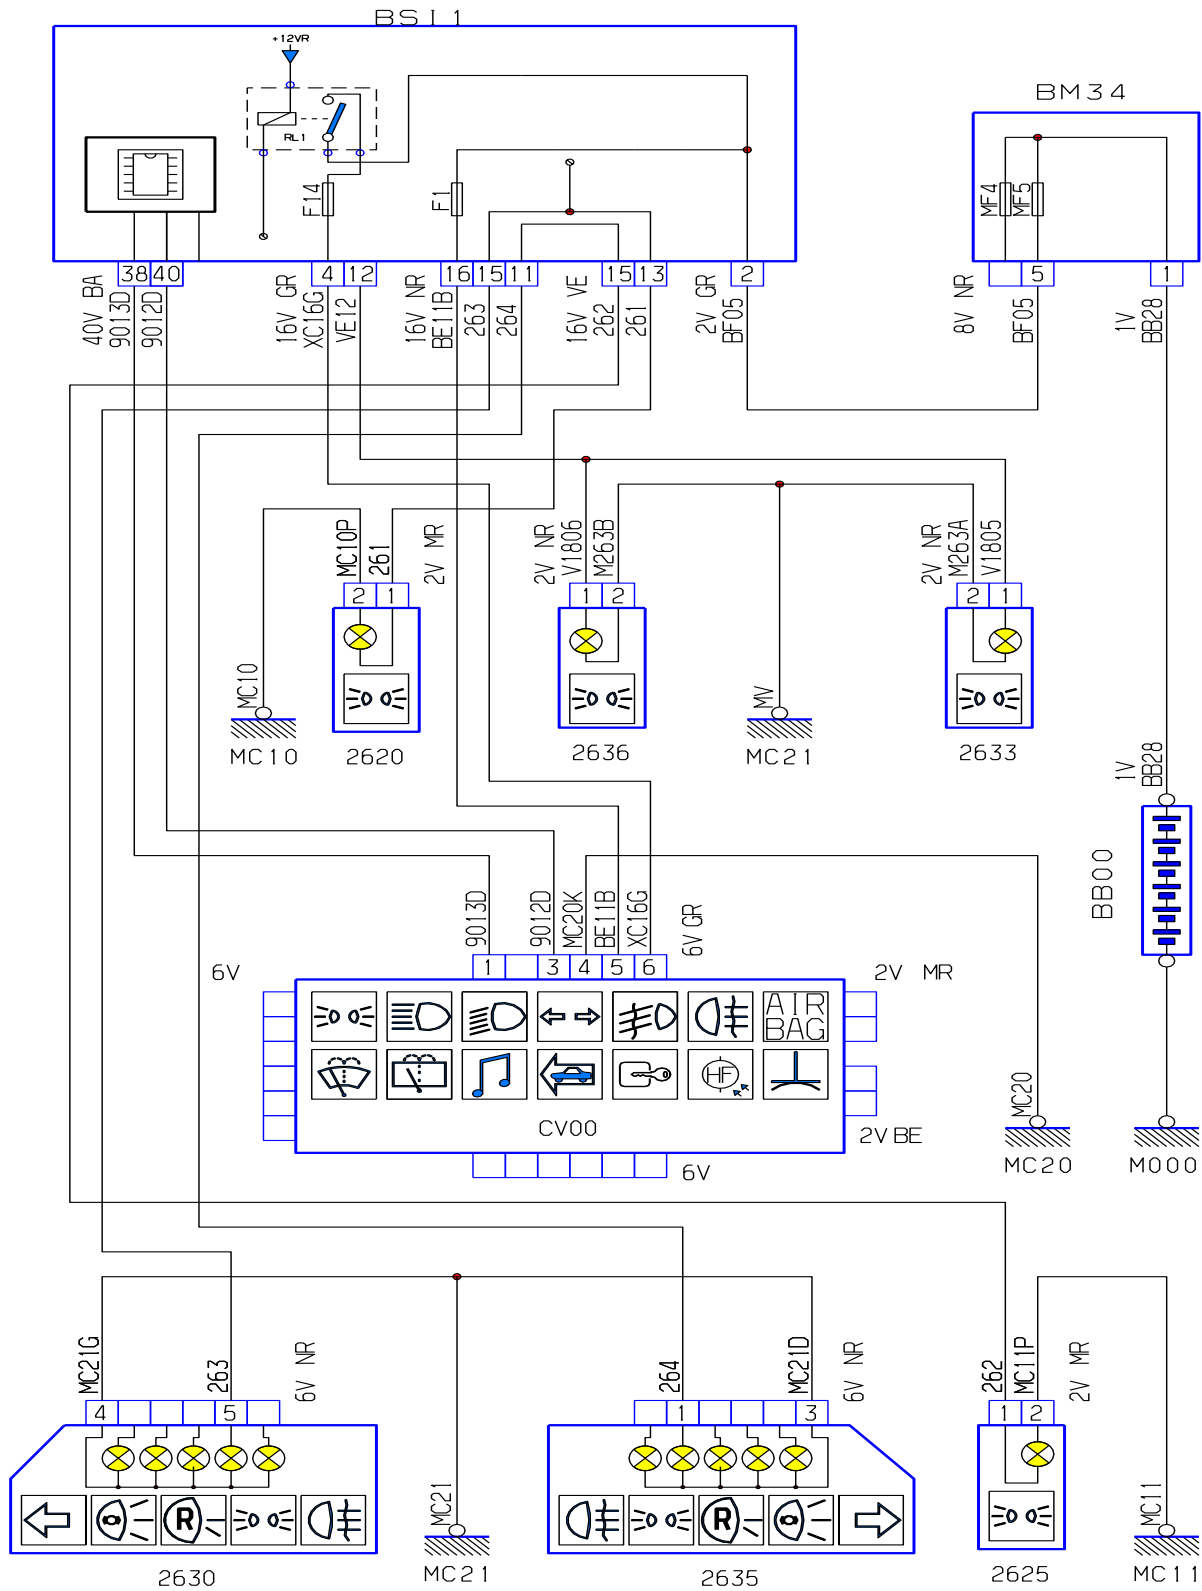 BSI1
+12VR
BM34
RL1
F14
F1
MF4
MF5
38
40
4
12
16
15
11
15
13
2
5
1
40V BA
9013D
9012D
16V GR
XC16G
VE12
16V NR
BE11B
263
264
16V VE
262
261
2V GR
BF05
8V NR
BF05
1V
BB28
MC10P
261
2V MR
2V NR
V1806
M263B
2V NR
M263A
V1805
2
1
1
2
2
1
MC10
MV
MC10
2620
2636
MC21
2633
1V
BB28
BB00
9013D
9012D
MC20K
BE11B
XC16G
6V GR
6V
1
3
4
5
6
2V MR
AIR
BAG
HF
CV00
MC20
2V BE
6V
MC20
M000
MC21G
263
6V NR
264
MC21D
6V NR
262
MC11P
2V MR
4
5
1
3
1
2
R
R
MC21
MC11
2630
MC21
2635
2625
MC11